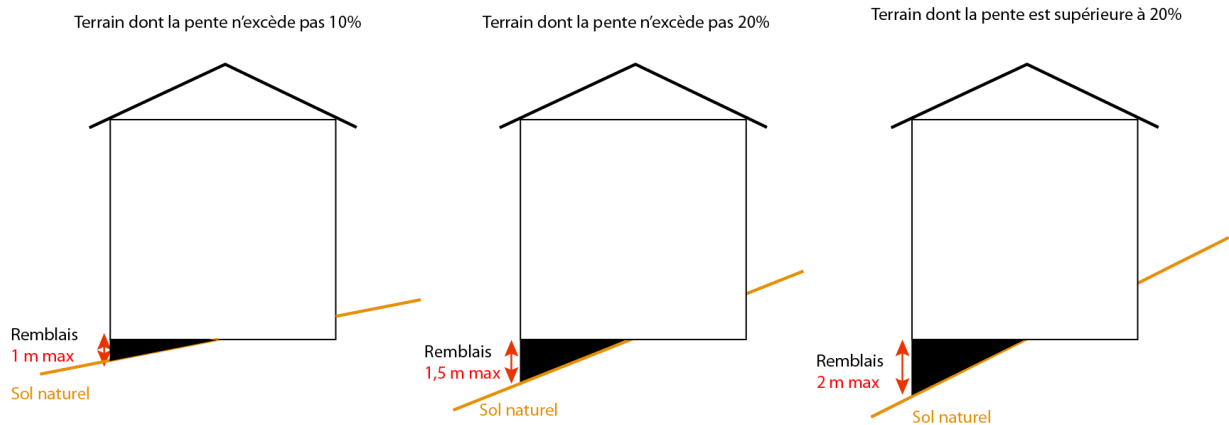 Terrain dont la pente n’excède pas 10%
Remblais
1 m max
Sol naturel
Terrain dont la pente n’excède pas 20%
Remblais
1,5 m max
Sol naturel
Terrain dont la pente est supérieure à 20%
Remblais
2 m max
Sol naturel